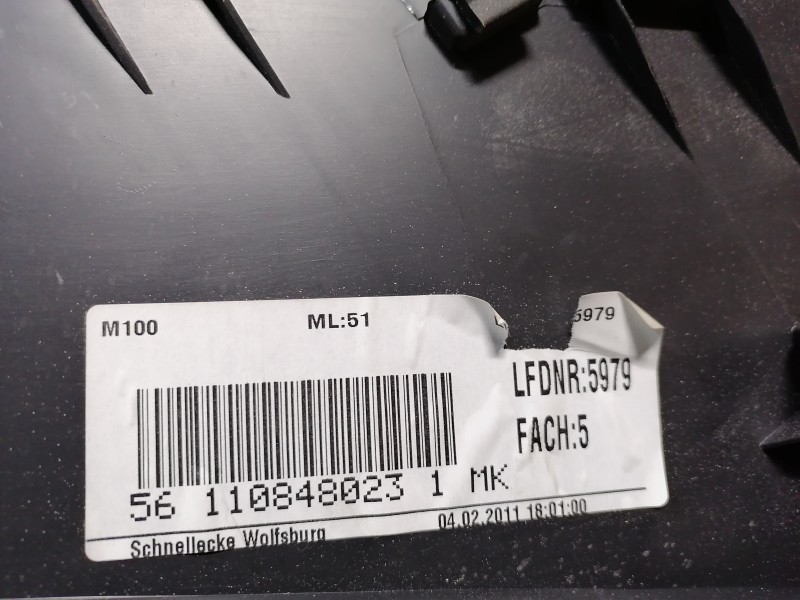 M100 ML:51 5979
LFDNR:5979
FACH:5
56 110848023 1 MK
Schnellecke Wolfsburg 04.02.2011 18:01:00